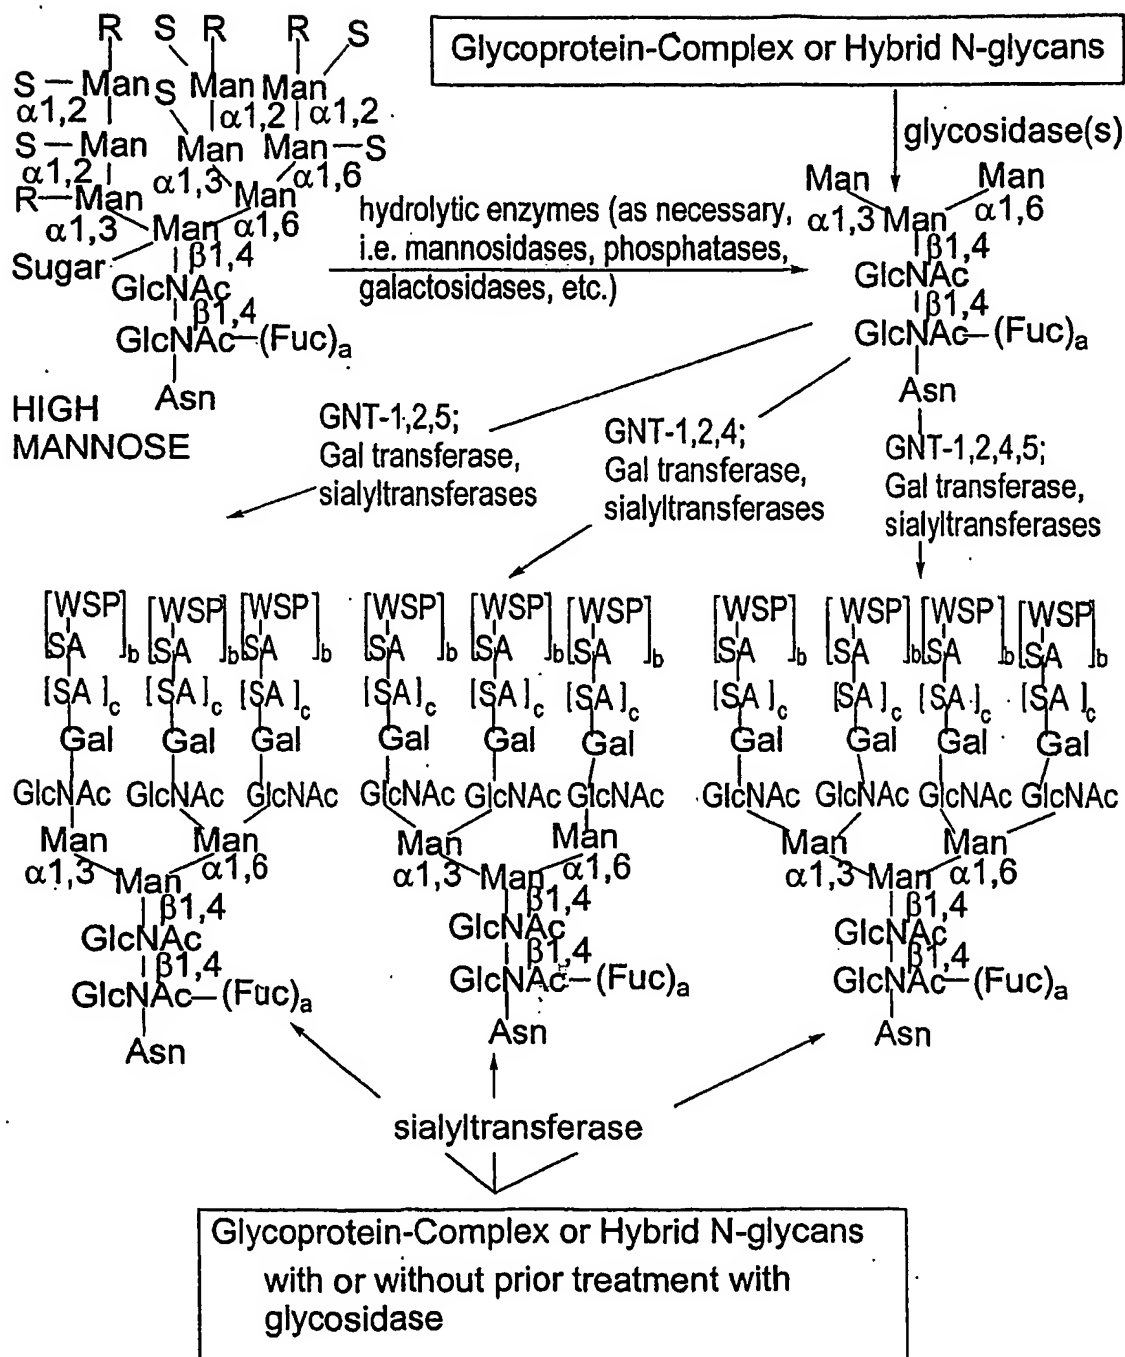 R S R R S
Glycoprotein-Complex or Hybrid N-glycans
S — Man S Man Man
α1,2 α1,2 α1,2
glycosidase(s)
S — Man Man Man — S
α1,2 α1,3 α1,6
R — Man Man
α1,3 Man α1,6
Sugar β1,4
GlcNAc
β1,4
GlcNAc — (Fuc)a
Asn
HIGH
MANNOSE
hydrolytic enzymes (as necessary,
i.e. mannosidases, phosphatases,
galactosidases, etc.)
Man Man
α1,3 Man α1,6
β1,4
GlcNAc
β1,4
GlcNAc — (Fuc)a
Asn
GNT-1,2,5;
Gal transferase,
sialyltransferases
GNT-1,2,4;
Gal transferase,
sialyltransferases
GNT-1,2,4,5;
Gal transferase,
sialyltransferases
[WSP [WSP] [WSP] [WSP] [WSP] [WSP] [WSP] [WSP] [WSP] [WSP]
SA]b [SA]b [SA]b [SA]b [SA]b [SA]b [SA]b [SA]b [SA]b [SA]b
[SA]c [SA]c [SA]c [SA]c [SA]c [SA]c [SA]c [SA]c [SA]c [SA]c
Gal Gal Gal Gal Gal Gal Gal Gal Gal Gal
GlcNAc GlcNAc GlcNAc GlcNAc GlcNAc GlcNAc GlcNAc GlcNAc GlcNAc GlcNAc
Man Man Man Man Man Man
α1,3 Man α1,6 α1,3 Man α1,6 α1,3 Man α1,6
β1,4 β1,4 β1,4
GlcNAc GlcNAc GlcNAc
β1,4 β1,4 β1,4
GlcNAc — (Fuc)a GlcNAc — (Fuc)a GlcNAc — (Fuc)a
Asn Asn Asn
sialyltransferase
Glycoprotein-Complex or Hybrid N-glycans
with or without prior treatment with
glycosidase